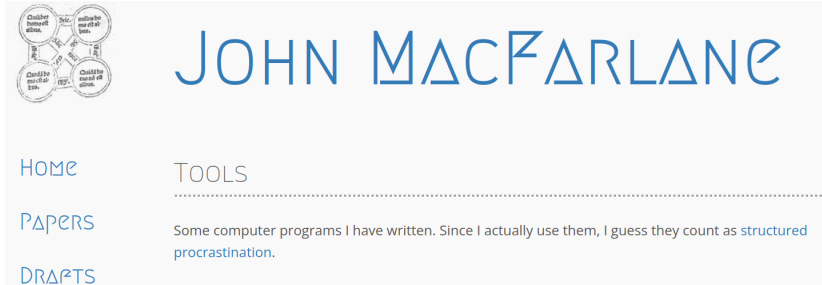 John MacFarlane
Home
Papers
Drafts
Tools
Some computer programs I have written. Since I actually use them, I guess they count as structured
procrastination.